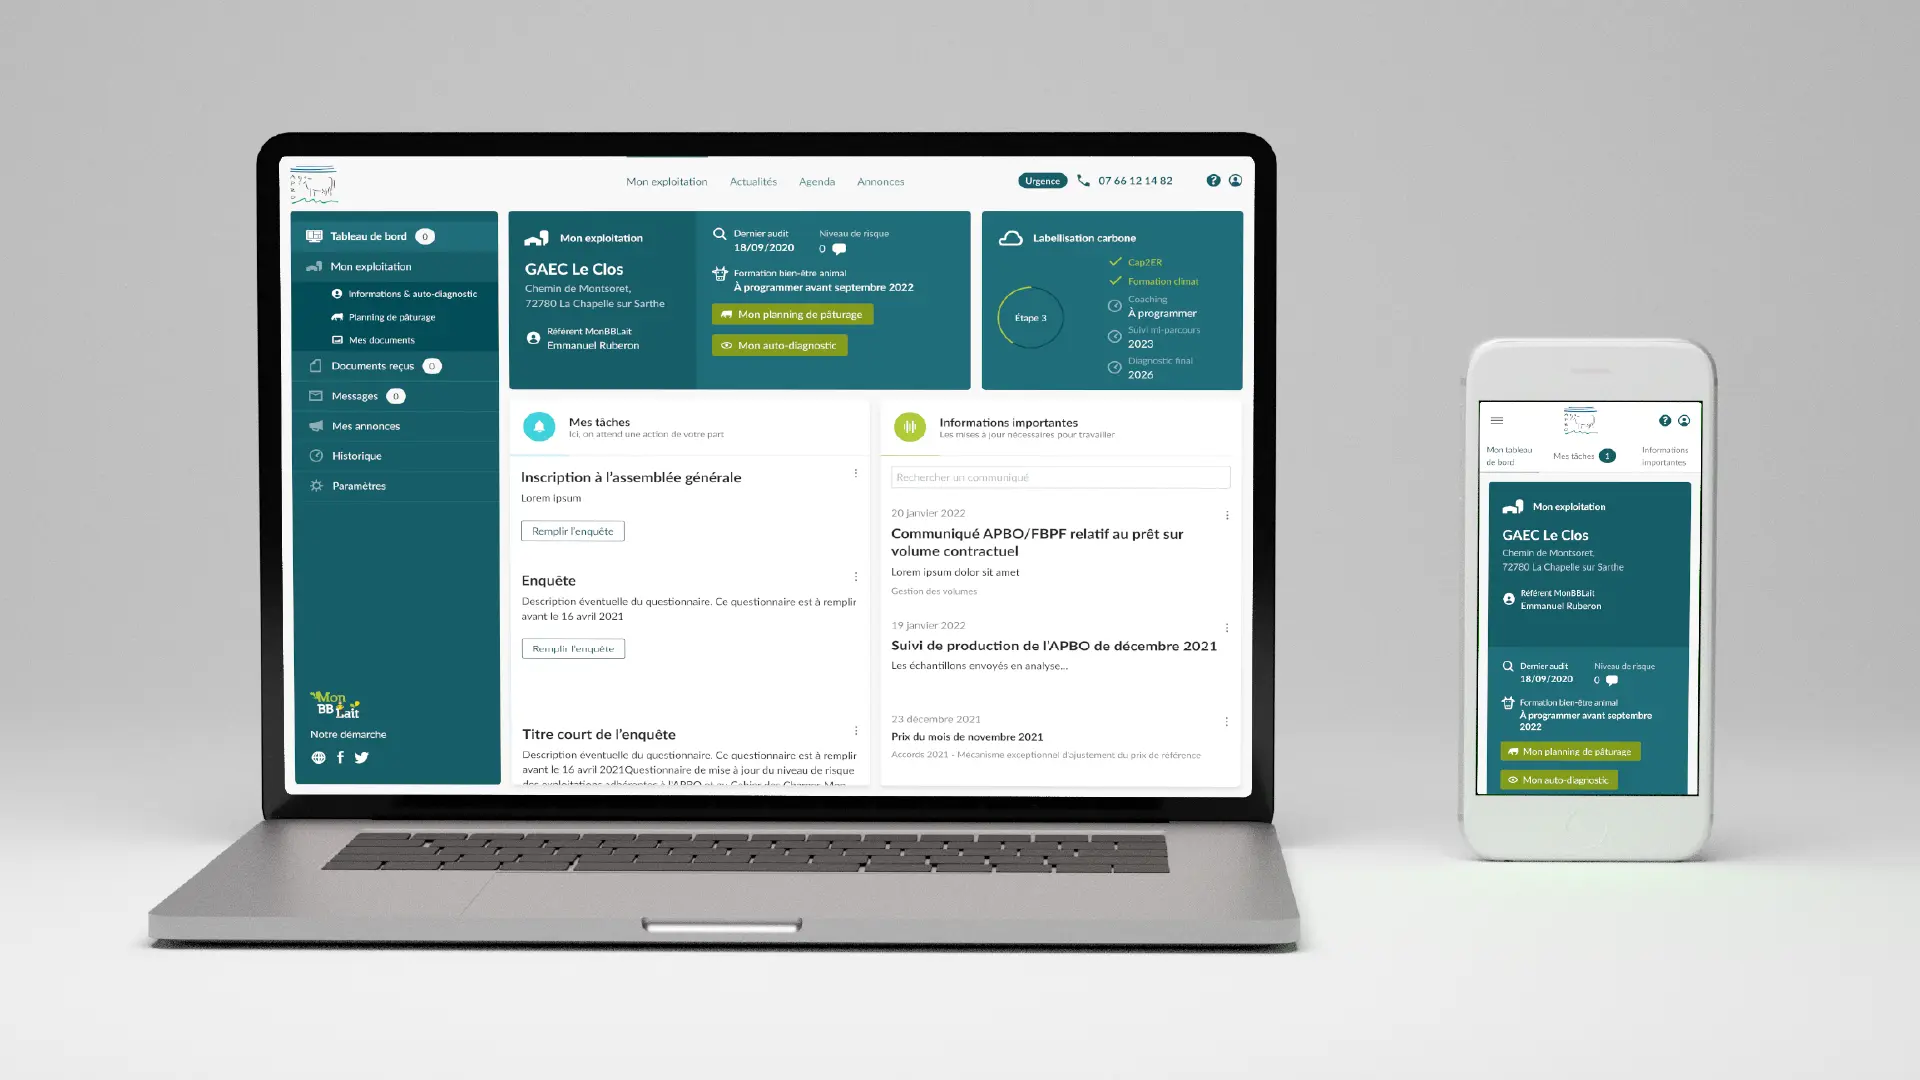 APBO
Mon exploitation
Actualités
Agenda
Annonces
Urgence
07 66 12 14 82
Tableau de bord 0
Mon exploitation
Informations & auto-diagnostic
Planning de pâturage
Mes documents
Documents reçus 0
Messages 0
Mes annonces
Historique
Paramètres
Mon
BB Lait
Notre démarche
Mon exploitation
GAEC Le Clos
Chemin de Montsoret,
72780 La Chapelle sur Sarthe
Référent MonBBLait
Emmanuel Ruberon
Dernier audit
18/09/2020
Niveau de risque
0
Formation bien-être animal
À programmer avant septembre 2022
Mon planning de pâturage
Mon auto-diagnostic
Labellisation carbone
Étape 3
Cap2ER
Formation climat
Coaching
À programmer
Suivi mi-parcours
2023
Diagnostic final
2026
Mes tâches
Ici, on attend une action de votre part
Inscription à l'assemblée générale
Lorem ipsum
Remplir l'enquête
Enquête
Description éventuelle du questionnaire. Ce questionnaire est à remplir
avant le 16 avril 2021
Remplir l'enquête
Titre court de l'enquête
Description éventuelle du questionnaire. Ce questionnaire est à remplir
avant le 16 avril 2021Questionnaire de mise à jour du niveau de risque
des exploitations adhérentes à l'APBO et au Cahier des Charges Mon
Informations importantes
Les mises à jour nécessaires pour travailler
Rechercher un communiqué
20 janvier 2022
Communiqué APBO/FBPF relatif au prêt sur
volume contractuel
Lorem ipsum dolor sit amet
Gestion des volumes
19 janvier 2022
Suivi de production de l'APBO de décembre 2021
Les échantillons envoyés en analyse...
23 décembre 2021
Prix du mois de novembre 2021
Accords 2021 - Mécanisme exceptionnel d'ajustement du prix de référence
Mon tableau
de bord
Mes tâches 1
Informations
importantes
Mon exploitation
GAEC Le Clos
Chemin de Montsoret,
72780 La Chapelle sur Sarthe
Référent MonBBLait
Emmanuel Ruberon
Dernier audit
18/09/2020
Niveau de risque
0
Formation bien-être animal
À programmer avant septembre
2022
Mon planning de pâturage
Mon auto-diagnostic